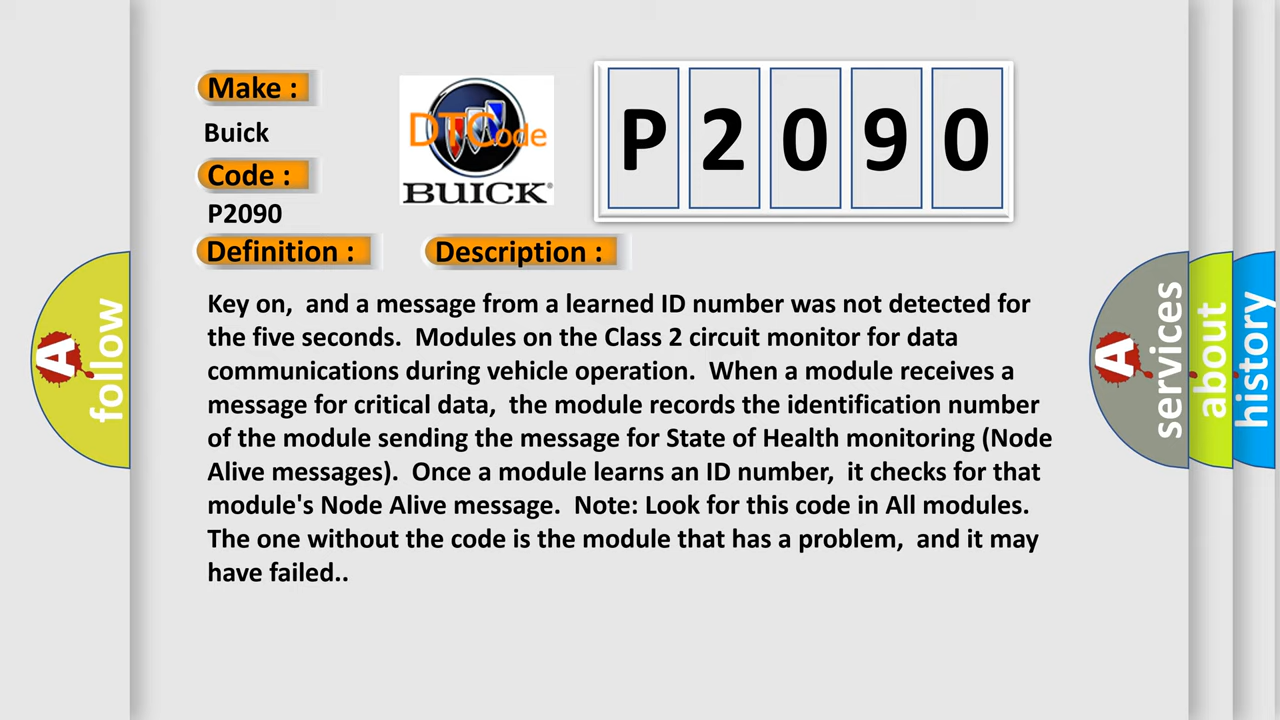 Make :
Buick
Code :
P2090
DTCode
BUICK
P2090
Definition :
Description :
Key on,  and a message from a learned ID number was not detected for
the five seconds  Modules on the Class 2 circuit monitor for data
communications during vehicle operation  When a module receives a
message for critical data,  the module records the identification number
of the module sending the message for State of Health monitoring (Node
Alive messages)  Once a module learns an ID number,  it checks for that
module's Node Alive message  Note: Look for this code in All modules.
The one without the code is the module that has a problem,  and it may
have failed..
A follow
A services
about
history